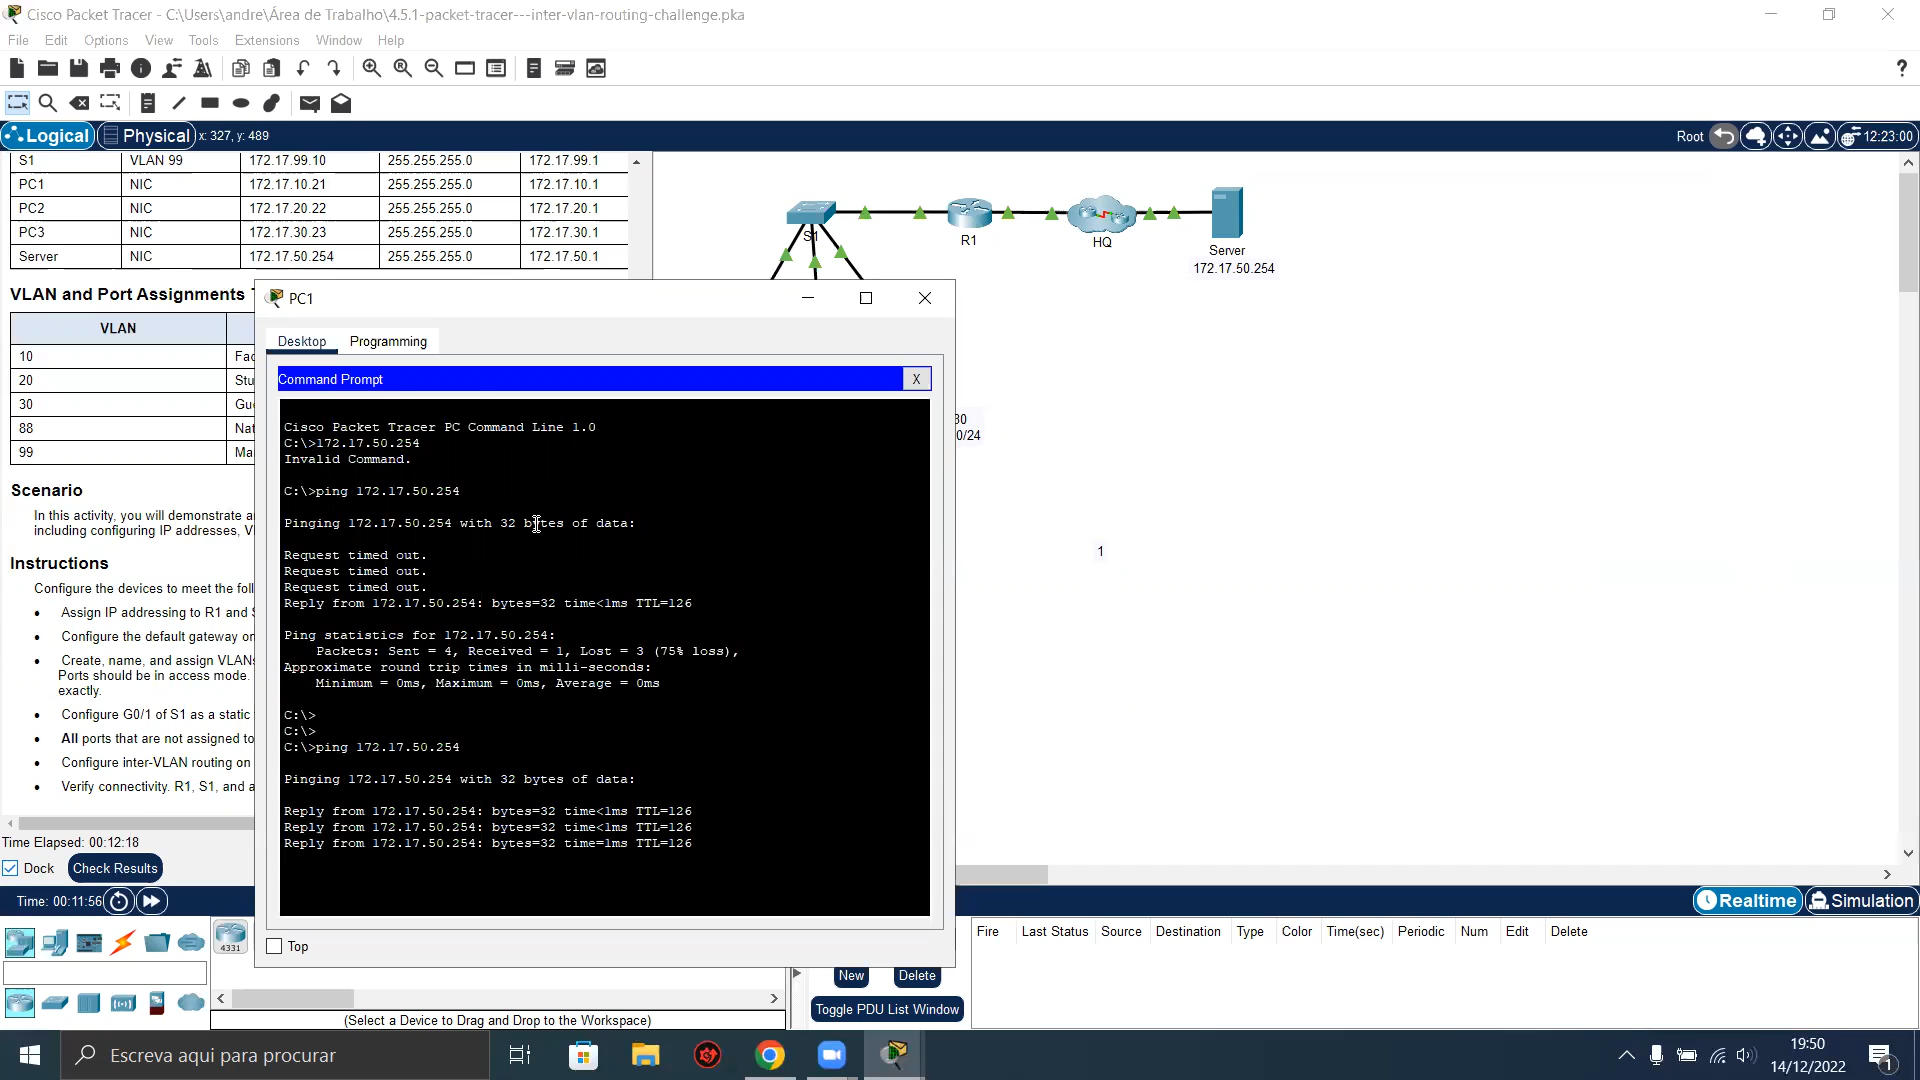 Cisco Packet Tracer - C:\Users\andre\Área de Trabalho\4.5.1-packet-tracer---inter-vlan-routing-challenge.pka
File Edit Options View Tools Extensions Window Help
?
Logical Physical x: 327, y: 489 Root 12:23:00
S1 VLAN 99 172.17.99.10 255.255.255.0 172.17.99.1
PC1 NIC 172.17.10.21 255.255.255.0 172.17.10.1
PC2 NIC 172.17.20.22 255.255.255.0 172.17.20.1
PC3 NIC 172.17.30.23 255.255.255.0 172.17.30.1
Server NIC 172.17.50.254 255.255.255.0 172.17.50.1
S1
R1
HQ
Server
172.17.50.254
VLAN and Port Assignments
VLAN
10 Fac
20 Stu
30 Gu
88 Nat
99 Ma
Scenario
In this activity, you will demonstrate a
including configuring IP addresses, V
Instructions
Configure the devices to meet the foll
• Assign IP addressing to R1 and S
• Configure the default gateway on
• Create, name, and assign VLANs
Ports should be in access mode.
exactly.
• Configure G0/1 of S1 as a static
• All ports that are not assigned to
• Configure inter-VLAN routing on
• Verify connectivity. R1, S1, and a
Time Elapsed: 00:12:18
Dock Check Results
PC1
Desktop Programming
Command Prompt X
Cisco Packet Tracer PC Command Line 1.0
C:\>172.17.50.254
Invalid Command.
C:\>ping 172.17.50.254
Pinging 172.17.50.254 with 32 bytes of data:
Request timed out.
Request timed out.
Request timed out.
Reply from 172.17.50.254: bytes=32 time<1ms TTL=126
Ping statistics for 172.17.50.254:
Packets: Sent = 4, Received = 1, Lost = 3 (75% loss),
Approximate round trip times in milli-seconds:
Minimum = 0ms, Maximum = 0ms, Average = 0ms
C:\>
C:\>
C:\>ping 172.17.50.254
Pinging 172.17.50.254 with 32 bytes of data:
Reply from 172.17.50.254: bytes=32 time<1ms TTL=126
Reply from 172.17.50.254: bytes=32 time<1ms TTL=126
Reply from 172.17.50.254: bytes=32 time=1ms TTL=126
Top
30
0/24
1
Time: 00:11:56
Realtime Simulation
4331
(Select a Device to Drag and Drop to the Workspace)
New Delete
Toggle PDU List Window
Fire Last Status Source Destination Type Color Time(sec) Periodic Num Edit Delete
Escreva aqui para procurar
19:50
14/12/2022
1